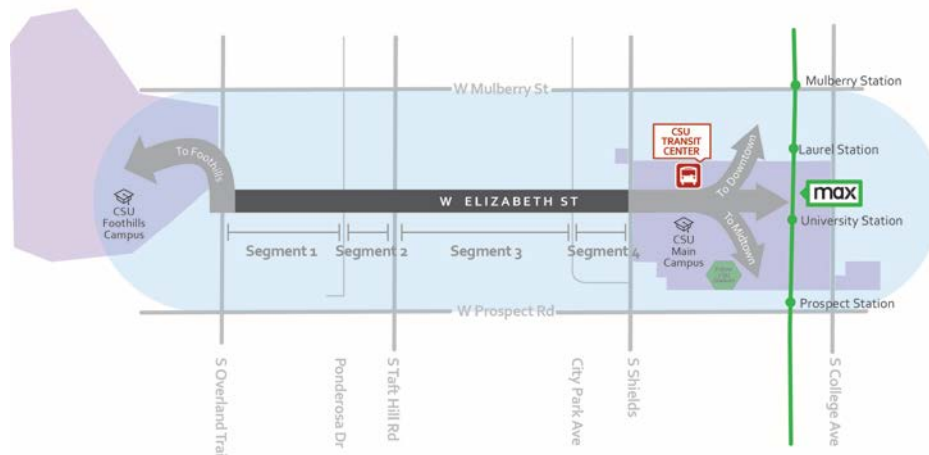 Mulberry Station
W Mulberry St
CSU
TRANSIT
CENTER
To Downtown
Laurel Station
To Foothills
max
W ELIZABETH ST
CSU
Foothills
Campus
University Station
CSU
Main
Campus
To Midtown
Segment 1
Segment 2
Segment 3
Segment 4
Prospect Station
W Prospect Rd
S Overland Trai
Ponderosa Dr
S Taft Hill Rd
City Park Ave
S Shields
S College Ave